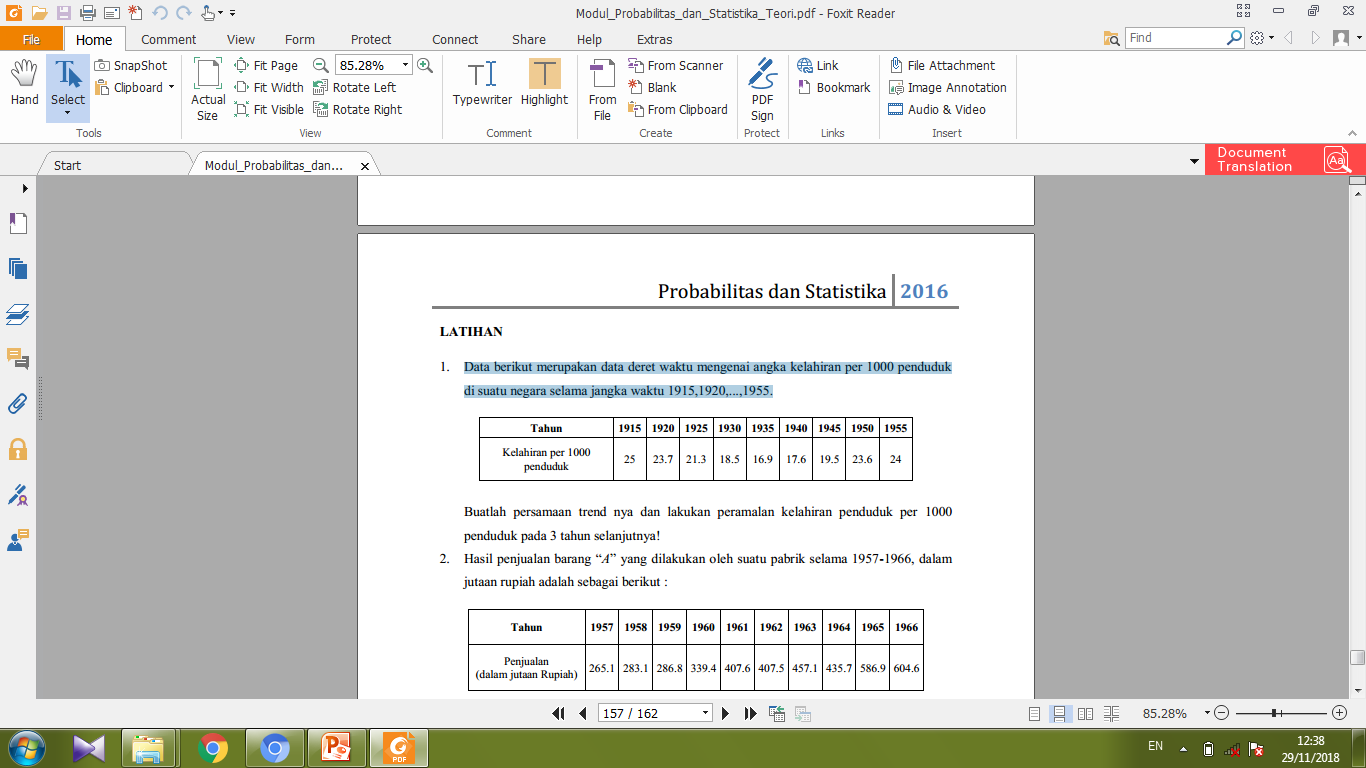 Modul_Probabilitas_dan_Statistika_Teori.pdf - Foxit Reader
File Home Comment View Form Protect Connect Share Help Extras Find
Hand
Select
SnapShot
Clipboard
Tools
Actual Size
Fit Page
Fit Width
Fit Visible
85.28%
Rotate Left
Rotate Right
View
Typewriter
Highlight
Comment
From File
From Scanner
Blank
From Clipboard
Create
PDF Sign
Protect
Link
Bookmark
Links
File Attachment
Image Annotation
Audio & Video
Insert
Start
Modul_Probabilitas_dan...
Document
Translation
Probabilitas dan Statistika 2016
LATIHAN
1. Data berikut merupakan data deret waktu mengenai angka kelahiran per 1000 penduduk
di suatu negara selama jangka waktu 1915,1920,...,1955.
Tahun 1915 1920 1925 1930 1935 1940 1945 1950 1955
Kelahiran per 1000
penduduk 25 23.7 21.3 18.5 16.9 17.6 19.5 23.6 24
Buatlah persamaan trend nya dan lakukan peramalan kelahiran penduduk per 1000
penduduk pada 3 tahun selanjutnya!
2. Hasil penjualan barang “A” yang dilakukan oleh suatu pabrik selama 1957-1966, dalam
jutaan rupiah adalah sebagai berikut :
Tahun 1957 1958 1959 1960 1961 1962 1963 1964 1965 1966
Penjualan
(dalam jutaan Rupiah) 265.1 283.1 286.8 339.4 407.6 407.5 457.1 435.7 586.9 604.6
157 / 162
85.28%
EN
12:38
29/11/2018